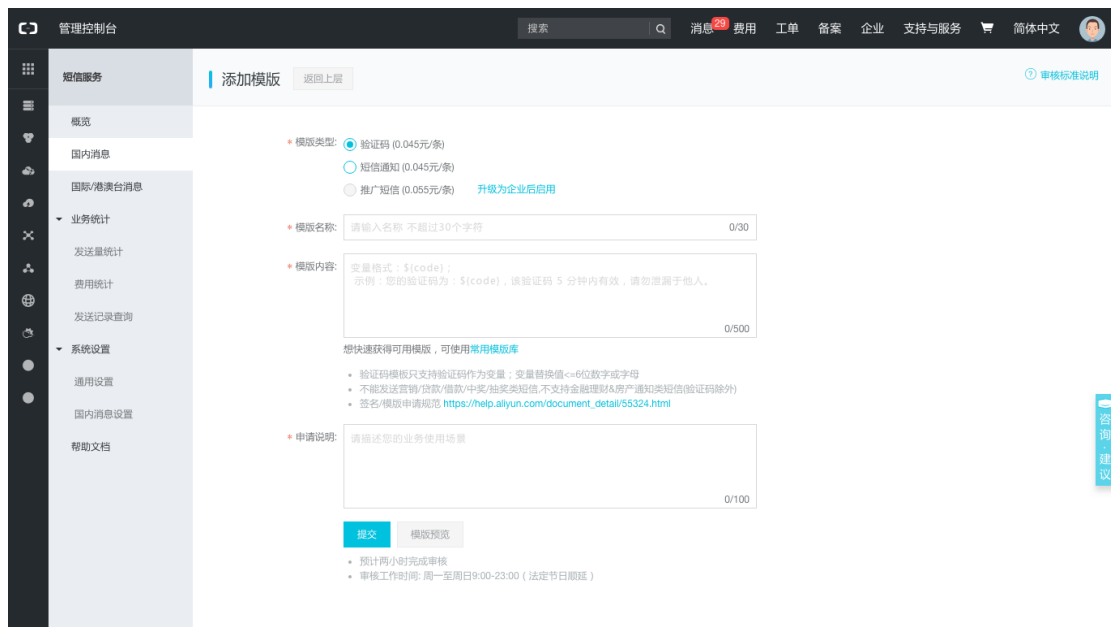 管理控制台
搜索
消息 29 费用 工单 备案 企业 支持与服务 简体中文
短信服务
概览
国内消息
国际/港澳台消息
业务统计
发送量统计
费用统计
发送记录查询
系统设置
通用设置
国内消息设置
帮助文档
添加模版 返回上层
审核标准说明
* 模版类型: 验证码 (0.045元/条)
短信通知 (0.045元/条)
推广短信 (0.055元/条) 升级为企业后启用
* 模版名称: 请输入名称 不超过30个字符 0/30
* 模版内容: 变量格式：${code}；
示例：您的验证码为：${code}，该验证码 5 分钟内有效，请勿泄漏于他人。
0/500
想快速获得可用模版，可使用常用模版库
• 验证码模板只支持验证码作为变量；变量替换值<=6位数字或字母
• 不能发送营销/贷款/借款/中奖/抽奖类短信,不支持金融理财&房产通知类短信(验证码除外)
• 签名/模版申请规范 https://help.aliyun.com/document_detail/55324.html
* 申请说明: 请描述您的业务使用场景
0/100
提交 模版预览
• 预计两小时完成审核
• 审核工作时间: 周一至周日9:00-23:00（法定节日顺延）
咨询·建议